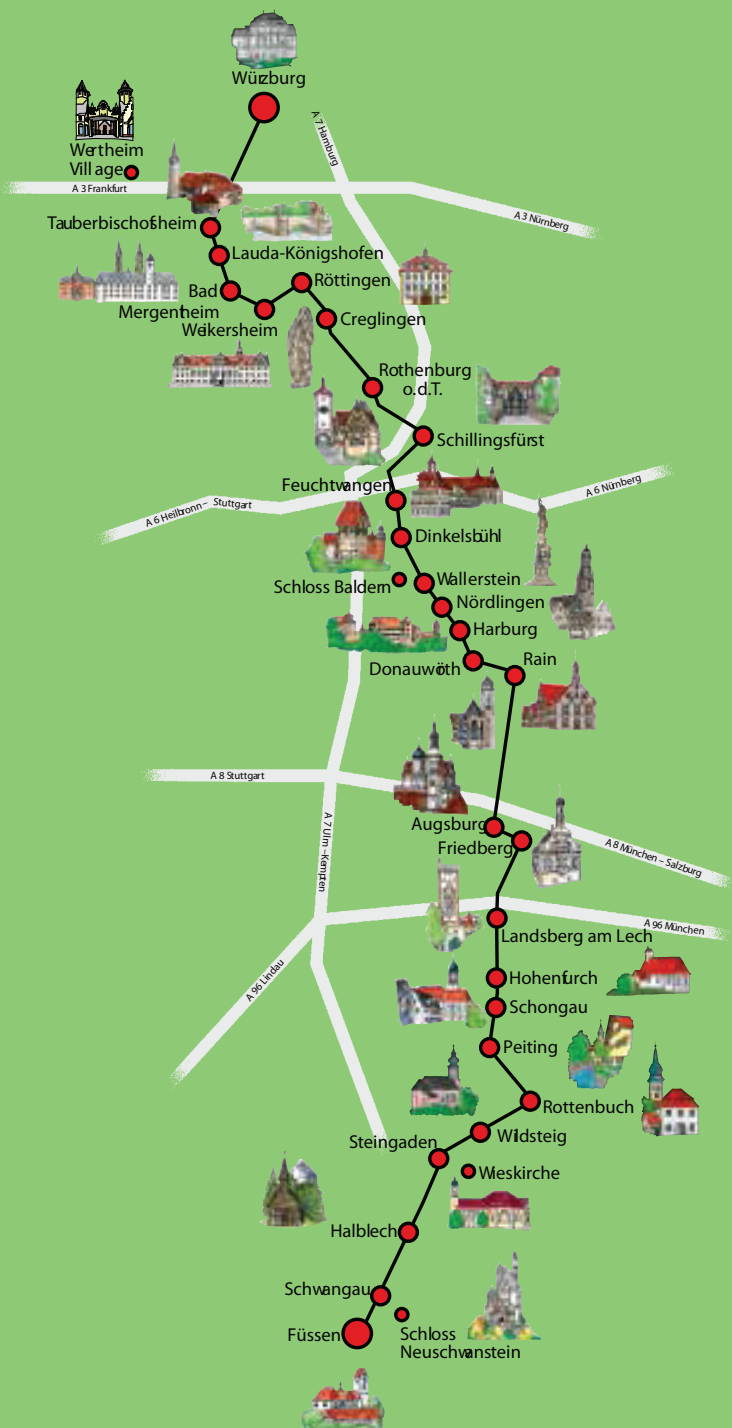 Würzburg
Wertheim
Village
A 7 Hamburg
A 3 Frankfurt
A 3 Nürnberg
Tauberbischofsheim
Lauda-Königshofen
Röttingen
Bad
Mergentheim
Weikersheim
Creglingen
Rothenburg
o.d.T.
Schillingsfürst
Feuchtwangen
A 6 Heilbronn – Stuttgart
A 6 Nürnberg
Dinkelsbühl
Schloss Baldern
Wallerstein
Nördlingen
Harburg
Donauwöth
Rain
A 8 Stuttgart
A 7 Ulm – Kempten
Augsburg
Friedberg
A 8 München – Salzburg
A 96 München
Landsberg am Lech
A 96 Lindau
Hohenfurch
Schongau
Peiting
Rottenbuch
Wildsteig
Steingaden
Wieskirche
Halblech
Schwangau
Füssen
Schloss
Neuschwanstein